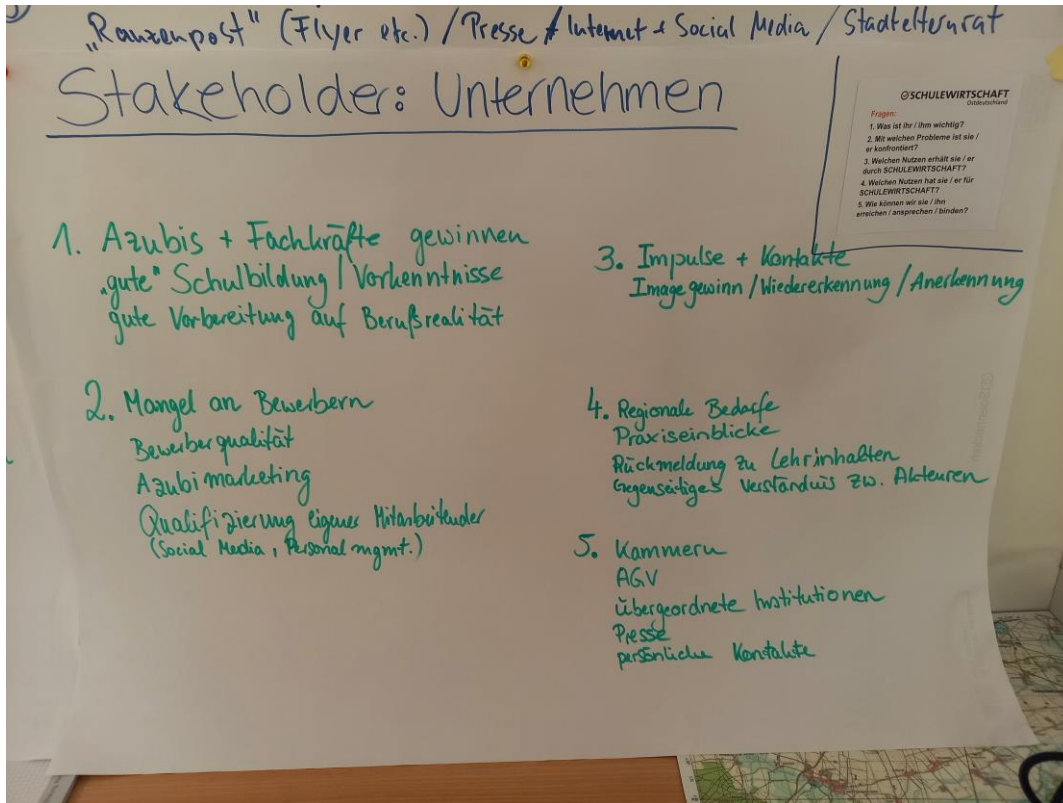 „Ranzenpost" (Flyer etc.) / Presse / Internet + Social Media / Stadtelternrat
Stakeholder: Unternehmen
SCHULEWIRTSCHAFT
Ostdeutschland
Fragen:
1. Was ist ihr / ihm wichtig?
2. Mit welchen Probleme ist sie /
er konfrontiert?
3. Welchen Nutzen erhält sie / er
durch SCHULEWIRTSCHAFT?
4. Welchen Nutzen hat sie / er für
SCHULEWIRTSCHAFT?
5. Wie können wir sie / ihn
erreichen / ansprechen / binden?
1. Azubis + Fachkräfte gewinnen
„gute" Schulbildung / Vorkenntnisse
gute Vorbereitung auf Berufsrealität
2. Mangel an Bewerbern
Bewerberqualität
Azubimarketing
Qualifizierung eigener Mitarbeitender
(Social Media, Personalmgmt.)
3. Impulse + Kontakte
Imagegewinn / Wiedererkennung / Anerkennung
4. Regionale Bedarfe
Praxiseinblicke
Rückmeldung zu Lehrinhalten
Gegenseitiges Verständnis zw. Akteuren
5. Kammern
AGV
übergeordnete Institutionen
Presse
persönliche Kontakte